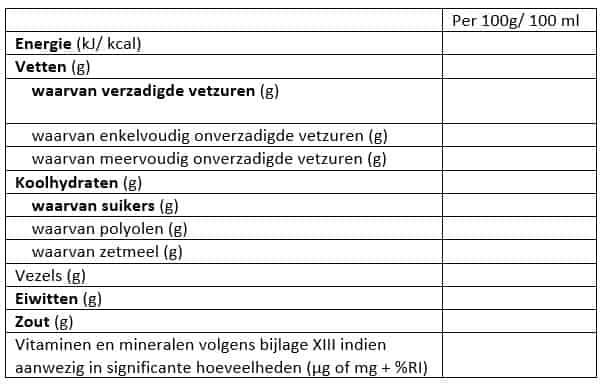 Per 100g/ 100 ml
Energie (kJ/ kcal)
Vetten (g)
waarvan verzadigde vetzuren (g)
waarvan enkelvoudig onverzadigde vetzuren (g)
waarvan meervoudig onverzadigde vetzuren (g)
Koolhydraten (g)
waarvan suikers (g)
waarvan polyolen (g)
waarvan zetmeel (g)
Vezels (g)
Eiwitten (g)
Zout (g)
Vitaminen en mineralen volgens bijlage XIII indien
aanwezig in significante hoeveelheden (µg of mg + %RI)